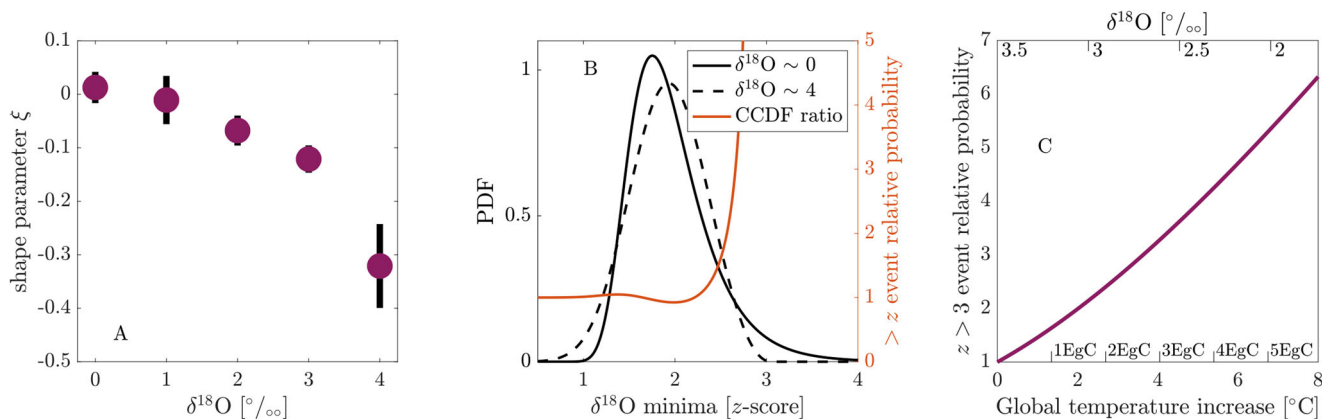 0.1
0
-0.1
-0.2
-0.3
-0.4
-0.5
shape parameter ξ
A
0 1 2 3 4
δ¹⁸O [°/₀₀]
1
0.5
0
PDF
B
δ¹⁸O ∼ 0
δ¹⁸O ∼ 4
CCDF ratio
5
4
3
2
1
0
> z event relative probability
1 2 3 4
δ¹⁸O minima [z-score]
δ¹⁸O [°/₀₀]
3.5 3 2.5 2
7
6
5
4
3
2
1
z > 3 event relative probability
C
1EgC 2EgC 3EgC 4EgC 5EgC
0 2 4 6 8
Global temperature increase [°C]